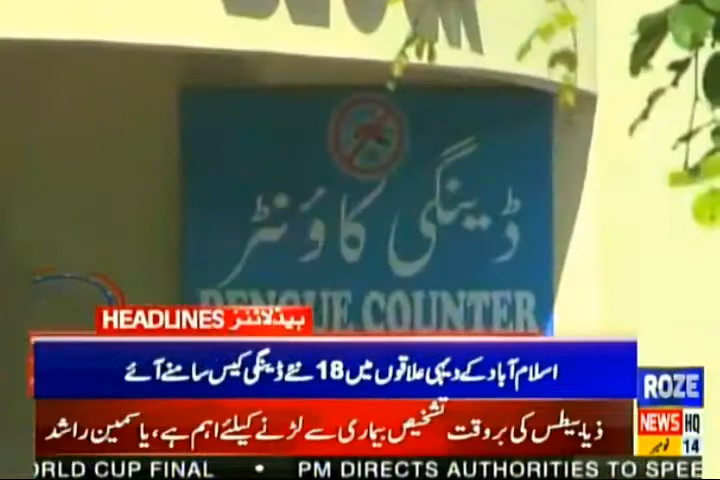 ڈینگی کاؤنٹر
DENGUE COUNTER
HEADLINES ہیڈلائنز
اسلام آباد کے دیہی علاقوں میں 18 نئے ڈینگی کیس سامنے آئے
ذیابیطس کی بروقت تشخیص بیماری سے لڑنے کیلئے اہم ہے، یاسمین راشد
ROZE
NEWS HQ
نومبر 14
ORLD CUP FINAL • PM DIRECTS AUTHORITIES TO SPEE